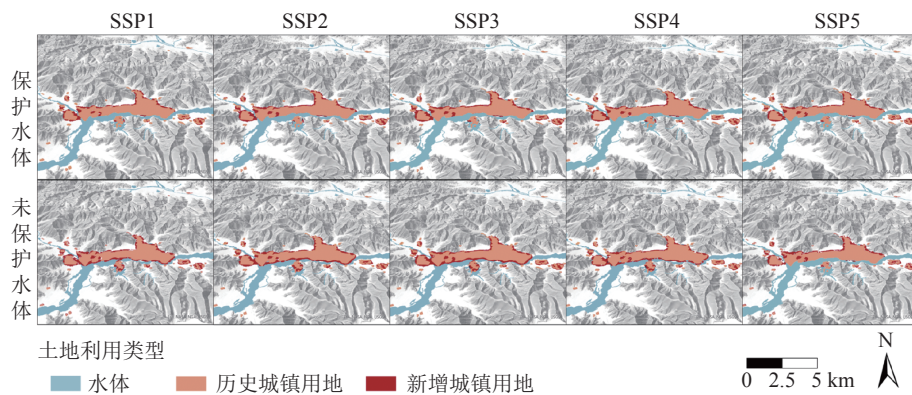 SSP1 SSP2 SSP3 SSP4 SSP5
保护水体
未保护水体
土地利用类型
水体 历史城镇用地 新增城镇用地
N
0 2.5 5 km